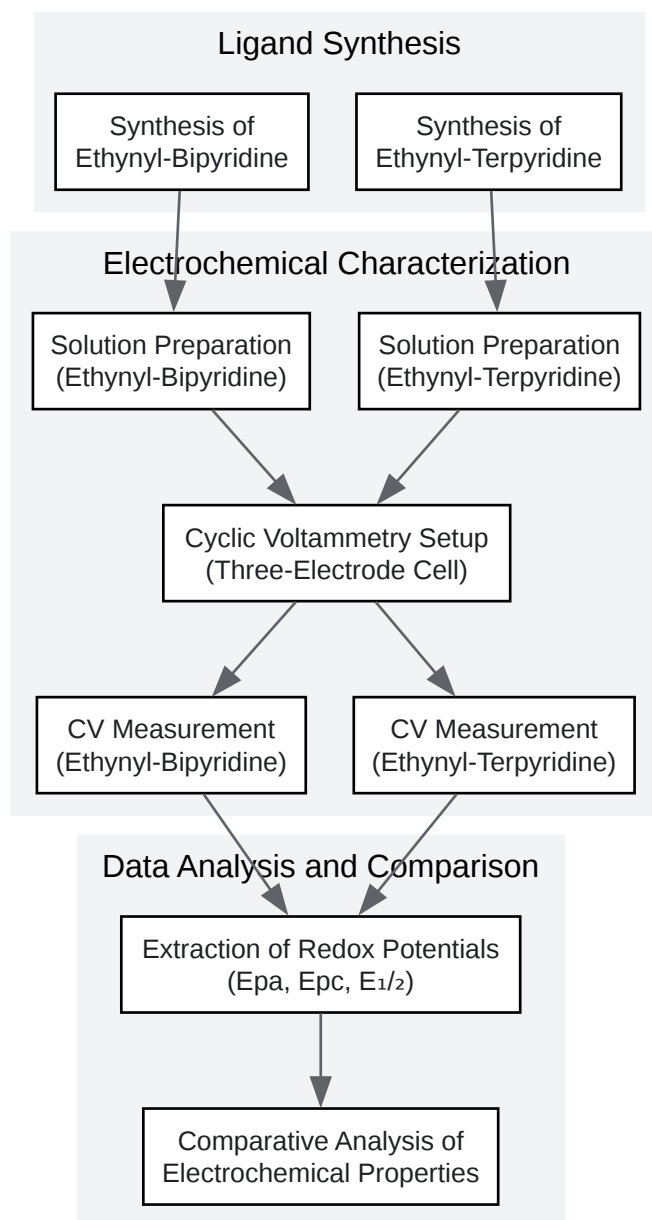 Ligand Synthesis
Synthesis of
Ethynyl-Bipyridine
Synthesis of
Ethynyl-Terpyridine
Electrochemical Characterization
Solution Preparation
(Ethynyl-Bipyridine)
Solution Preparation
(Ethynyl-Terpyridine)
Cyclic Voltammetry Setup
(Three-Electrode Cell)
CV Measurement
(Ethynyl-Bipyridine)
CV Measurement
(Ethynyl-Terpyridine)
Data Analysis and Comparison
Extraction of Redox Potentials
(Epa, Epc, E₁/₂)
Comparative Analysis of
Electrochemical Properties